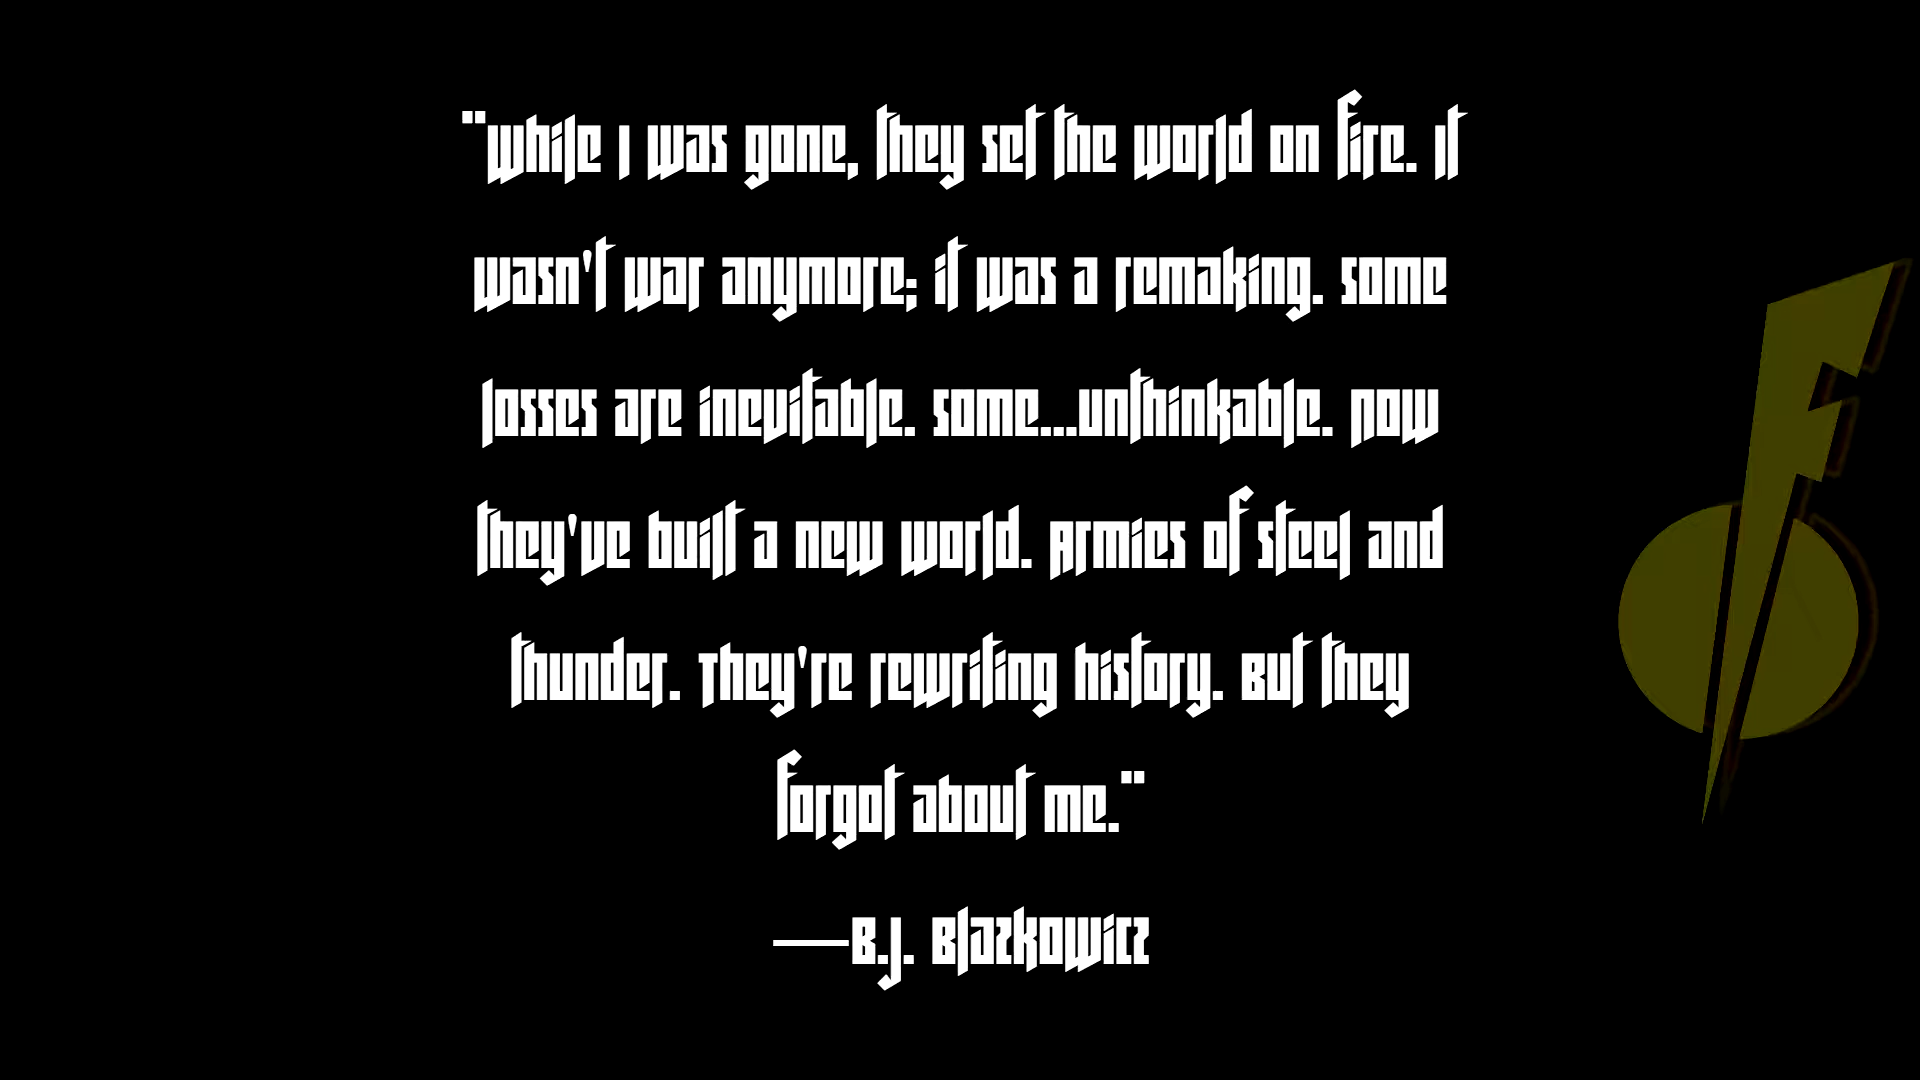 "While I was gone, they set the world on fire. It
wasn't war anymore; it was a remaking. Some
losses are inevitable. Some...unthinkable. Now
they've built a new world. Armies of steel and
thunder. They're rewriting history. But they
forgot about me."
—B.J. Blazkowicz